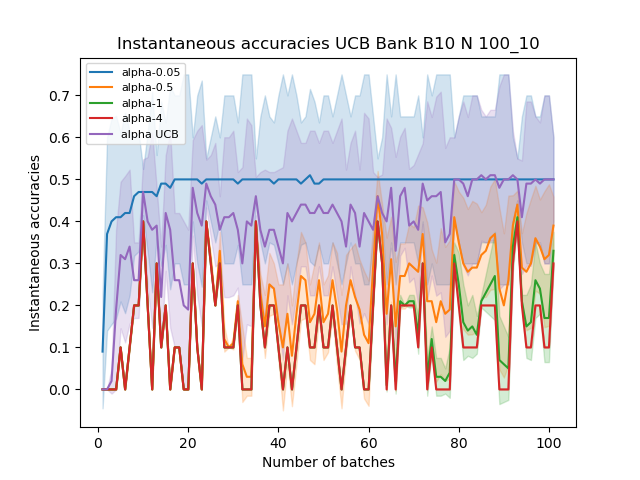 Instantaneous accuracies UCB Bank B10 N 100_10
alpha-0.05
alpha-0.5
alpha-1
alpha-4
alpha UCB
Instantaneous accuracies
0.7
0.6
0.5
0.4
0.3
0.2
0.1
0.0
0
20
40
60
80
100
Number of batches